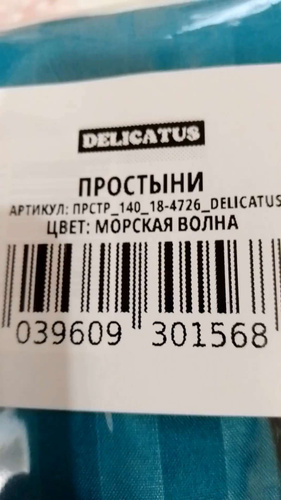 DELICATUS
ПРОСТЫНИ
АРТИКУЛ: ПРСТР_140_18-4726_DELICATUS
ЦВЕТ: МОРСКАЯ ВОЛНА
039609 301568